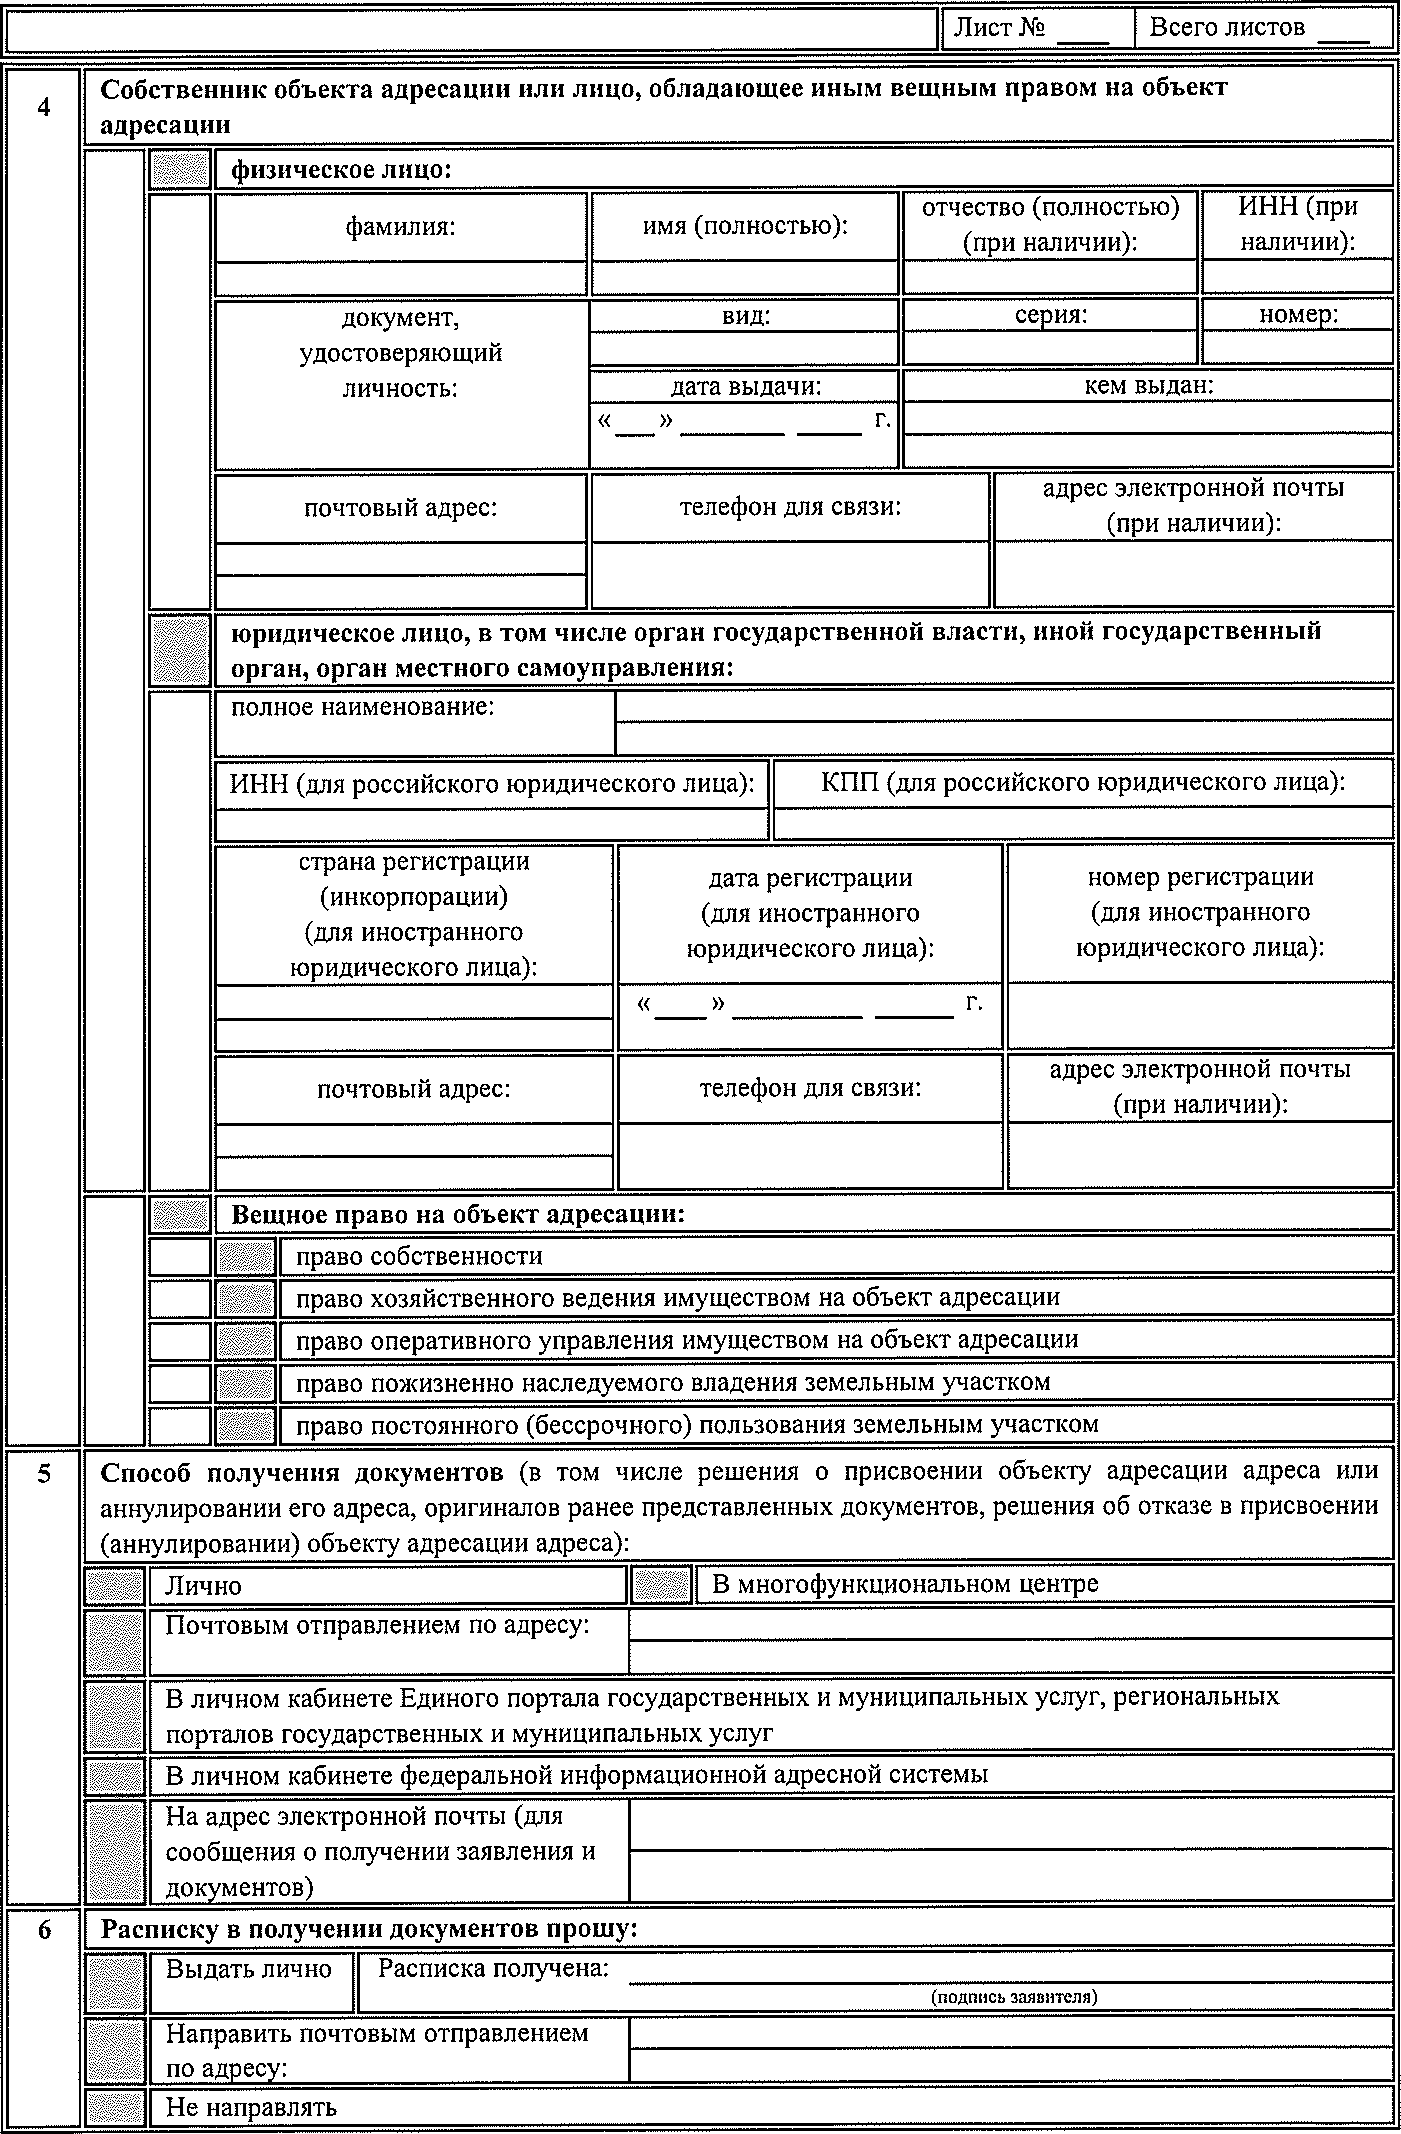 Лист № ___ Всего листов ___
4 Собственник объекта адресации или лицо, обладающее иным вещным правом на объект
адресации
физическое лицо:
фамилия: имя (полностью): отчество (полностью) (при наличии): ИНН (при наличии):
документ,
удостоверяющий
личность:
вид: серия: номер:
дата выдачи: кем выдан:
«___» ________ _____ г.
почтовый адрес: телефон для связи: адрес электронной почты
(при наличии):
юридическое лицо, в том числе орган государственной власти, иной государственный
орган, орган местного самоуправления:
полное наименование:
ИНН (для российского юридического лица): КПП (для российского юридического лица):
страна регистрации
(инкорпорации)
(для иностранного
юридического лица):
дата регистрации
(для иностранного
юридического лица):
номер регистрации
(для иностранного
юридического лица):
«____» __________ ______ г.
почтовый адрес: телефон для связи: адрес электронной почты
(при наличии):
Вещное право на объект адресации:
право собственности
право хозяйственного ведения имуществом на объект адресации
право оперативного управления имуществом на объект адресации
право пожизненно наследуемого владения земельным участком
право постоянного (бессрочного) пользования земельным участком
5 Способ получения документов (в том числе решения о присвоении объекту адресации адреса или
аннулировании его адреса, оригиналов ранее представленных документов, решения об отказе в присвоении
(аннулировании) объекту адресации адреса):
Лично В многофункциональном центре
Почтовым отправлением по адресу:
В личном кабинете Единого портала государственных и муниципальных услуг, региональных
порталов государственных и муниципальных услуг
В личном кабинете федеральной информационной адресной системы
На адрес электронной почты (для
сообщения о получении заявления и
документов)
6 Расписку в получении документов прошу:
Выдать лично Расписка получена: ____________________
(подпись заявителя)
Направить почтовым отправлением
по адресу:
Не направлять